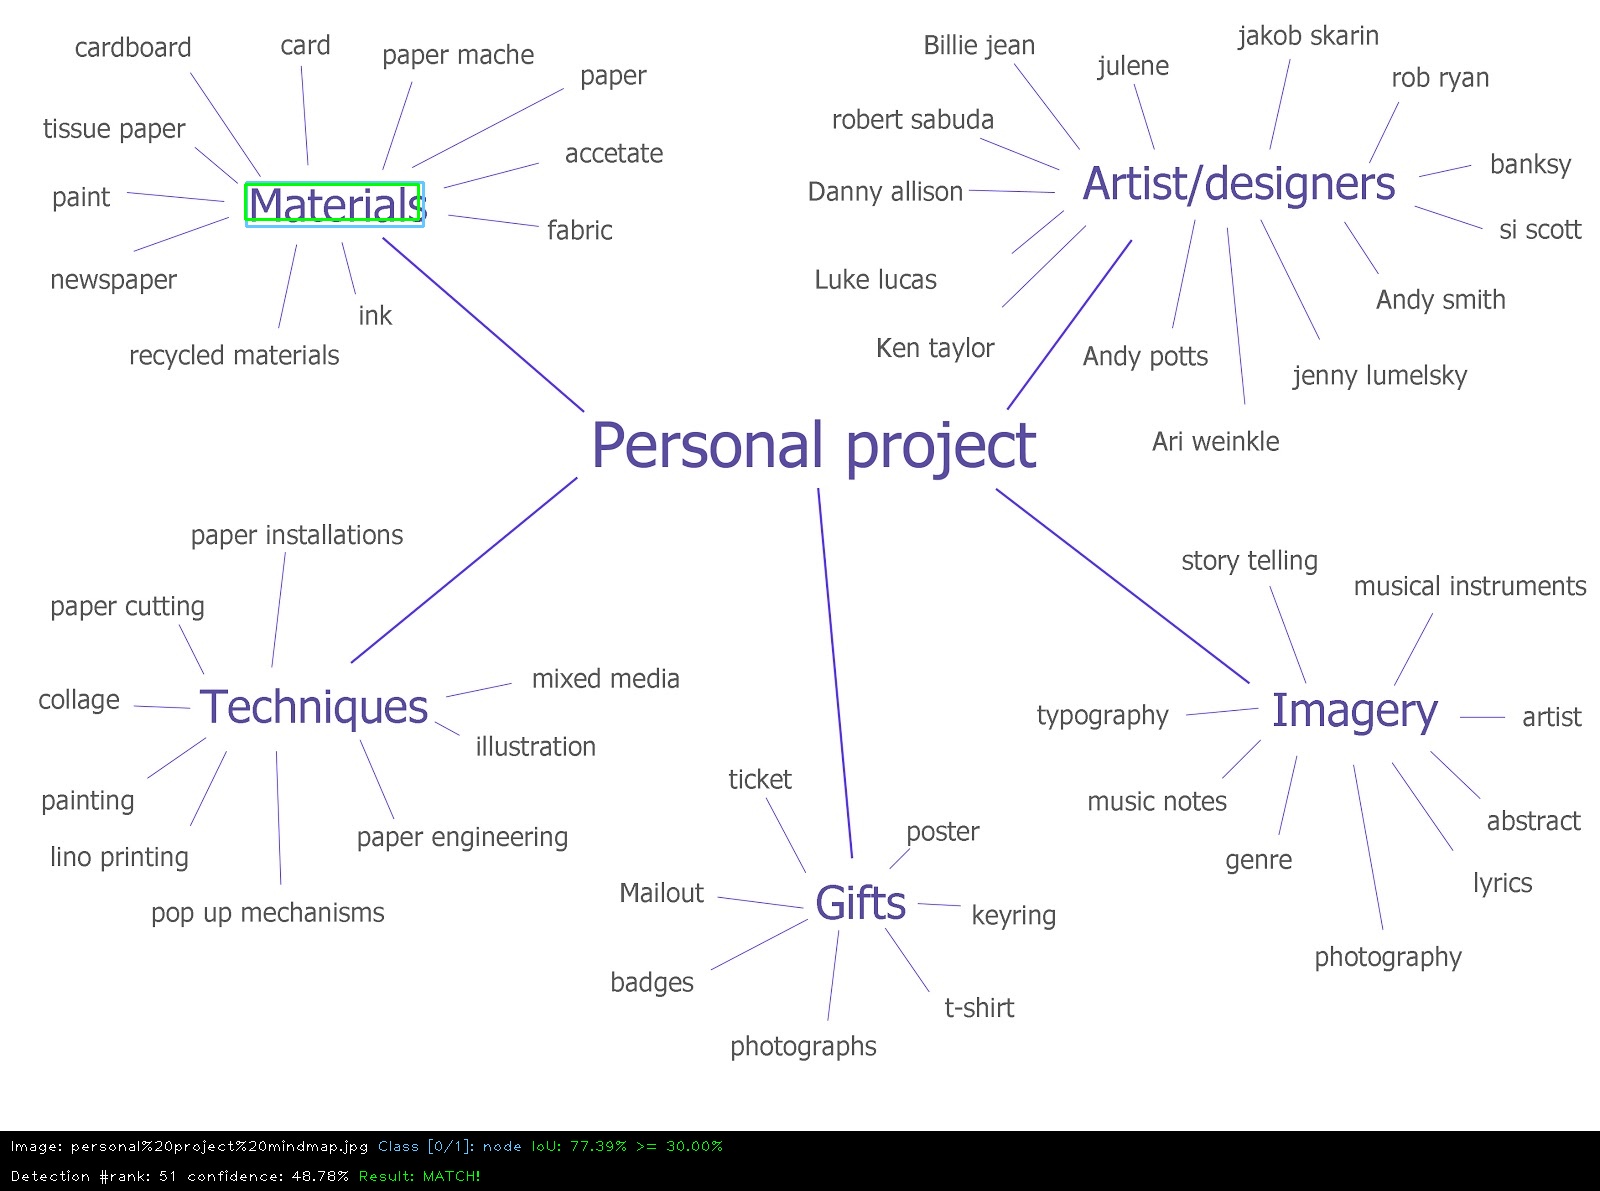 cardboard
card
paper mache
paper
tissue paper
accetate
paint
Materials
fabric
newspaper
ink
recycled materials
Billie jean
julene
jakob skarin
rob ryan
robert sabuda
banksy
Danny allison
Artist/designers
si scott
Luke lucas
Andy smith
Ken taylor
Andy potts
jenny lumelsky
Ari weinkle
Personal project
paper installations
paper cutting
collage
Techniques
mixed media
illustration
painting
lino printing
paper engineering
pop up mechanisms
ticket
poster
Mailout
Gifts
keyring
badges
t-shirt
photographs
story telling
musical instruments
typography
Imagery
artist
music notes
abstract
genre
lyrics
photography
Image: personal%20project%20mindmap.jpg Class [0/1]: node IoU: 77.39% >= 30.00%
Detection #rank: 51 confidence: 48.78% Result: MATCH!